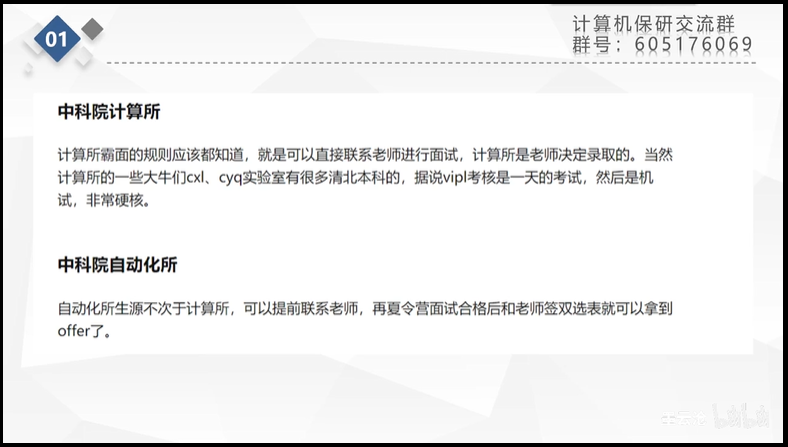 01
计算机保研交流群
群号：605176069
中科院计算所
计算所霸面的规则应该都知道，就是可以直接联系老师进行面试，计算所是老师决定录取的。当然
计算所的一些大牛们cxl、cyq实验室有很多清北本科的，据说vipl考核是一天的考试，然后是机
试，非常硬核。
中科院自动化所
自动化所生源不次于计算所，可以提前联系老师，再夏令营面试合格后和老师签双选表就可以拿到
offer了。
bilibili